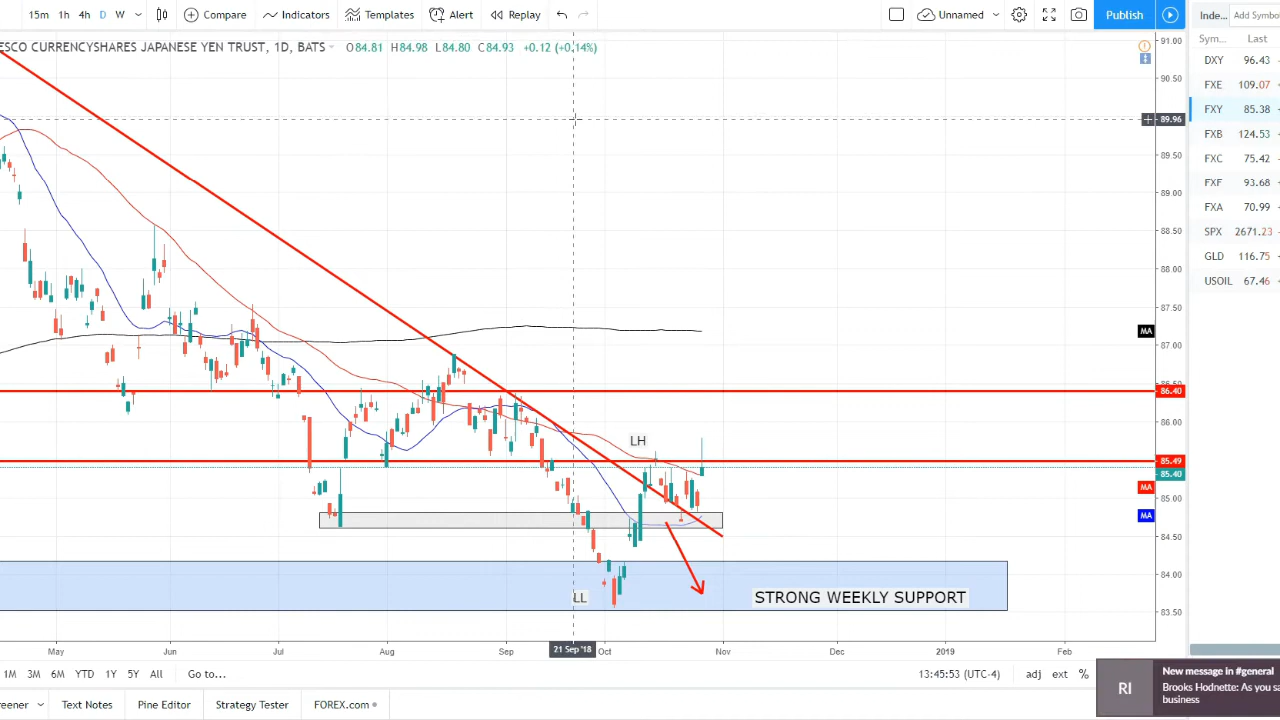 15m 1h 4h D W Compare Indicators Templates Alert Replay Unnamed Publish Inde... Add Symbo
ESCO CURRENCYSHARES JAPANESE YEN TRUST, 1D, BATS O84.81 H84.98 L84.80 C84.93 +0.12 (+0.14%)
Sym... Last
DXY 96.43
FXE 109.07
FXY 85.38
FXB 124.53
FXC 75.42
FXF 93.68
FXA 70.99
SPX 2671.23
GLD 116.75
USOIL 67.46
91.00
90.50
89.96
89.50
89.00
88.50
88.00
87.50
MA
87.00
86.50
86.40
86.00
LH
85.49
85.40
MA
85.00
MA
84.50
84.00
LL STRONG WEEKLY SUPPORT
83.50
May Jun Jul Aug Sep 21 Sep '18 Oct Nov Dec 2019 Feb
1M 3M 6M YTD 1Y 5Y All Go to... 13:45:53 (UTC-4) adj ext %
RI
New message in #general
Brooks Hodnette: As you sa
business
reener Text Notes Pine Editor Strategy Tester FOREX.com